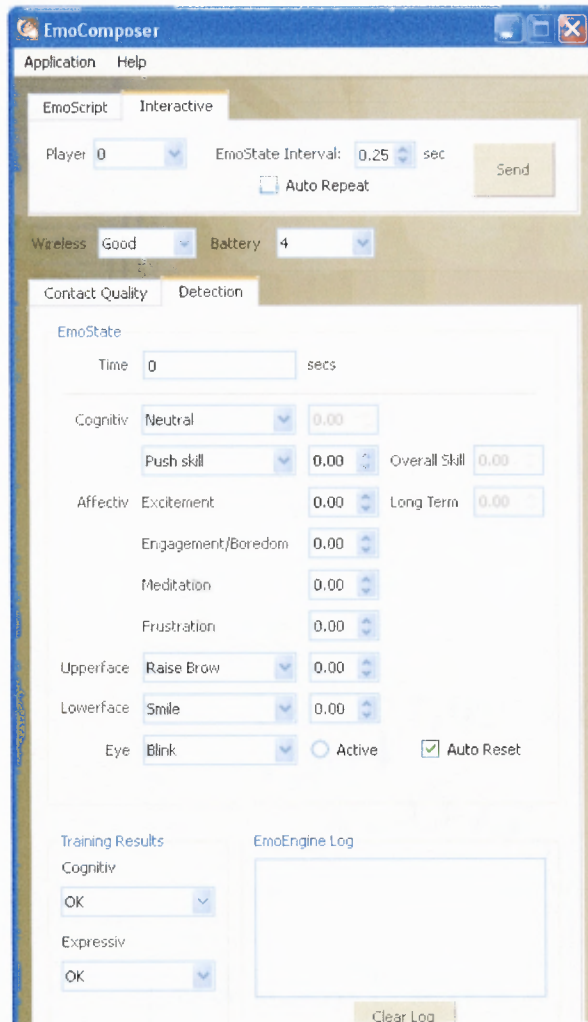 EmoComposer
Application Help
EmoScript Interactive
Player 0 EmoState Interval: 0.25 sec
Send
Auto Repeat
Wireless Good Battery 4
Contact Quality Detection
EmoState
Time 0 secs
Cognitiv Neutral 0.00
Push skill 0.00 Overall Skill 0.00
Affectiv Excitement 0.00 Long Term 0.00
Engagement/Boredom 0.00
Meditation 0.00
Frustration 0.00
Upperface Raise Brow 0.00
Lowerface Smile 0.00
Eye Blink Active Auto Reset
Training Results EmoEngine Log
Cognitiv
OK
Expressiv
OK
Clear Log